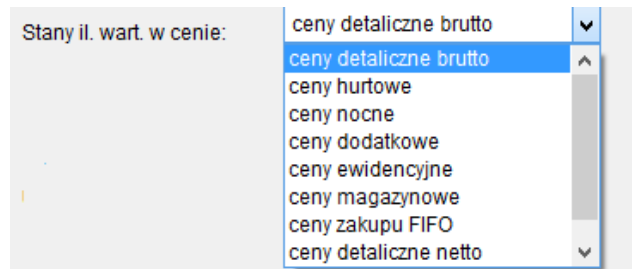 Stany il. wart. w cenie: ceny detaliczne brutto
ceny detaliczne brutto
ceny hurtowe
ceny nocne
ceny dodatkowe
ceny ewidencyjne
ceny magazynowe
ceny zakupu FIFO
ceny detaliczne netto